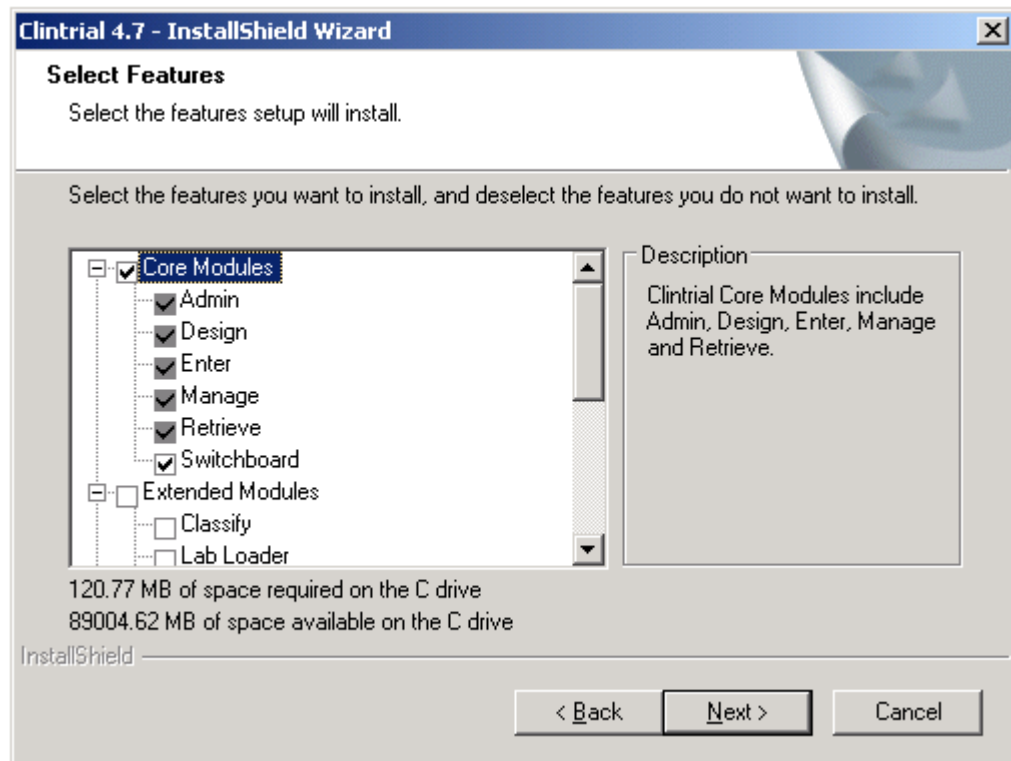 Clintrial 4.7 - InstallShield Wizard
Select Features
Select the features setup will install.
Select the features you want to install, and deselect the features you do not want to install.
Core Modules
Admin
Design
Enter
Manage
Retrieve
Switchboard
Extended Modules
Classify
Lab Loader
Description
Clintrial Core Modules include
Admin, Design, Enter, Manage
and Retrieve.
120.77 MB of space required on the C drive
89004.62 MB of space available on the C drive
InstallShield
< Back
Next >
Cancel